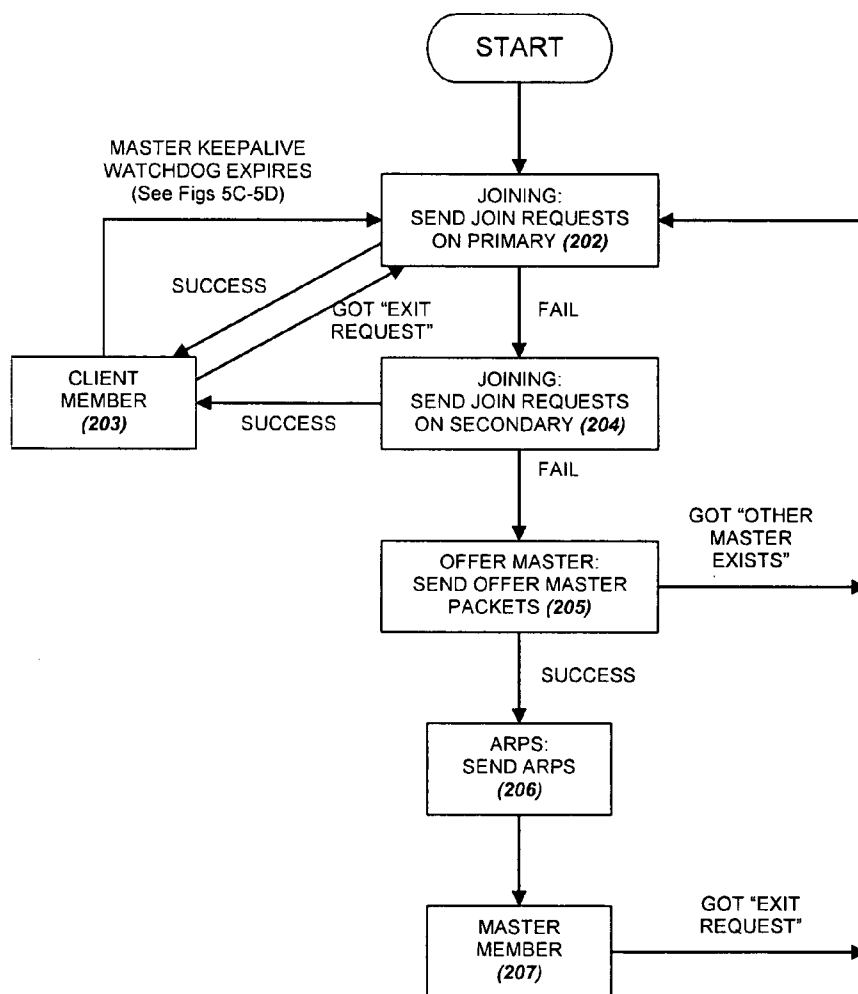 START
MASTER KEEPALIVE
WATCHDOG EXPIRES
(See Figs 5C-5D)
JOINING:
SEND JOIN REQUESTS
ON PRIMARY (202)
SUCCESS
GOT “EXIT
REQUEST”
FAIL
CLIENT
MEMBER
(203)
SUCCESS
JOINING:
SEND JOIN REQUESTS
ON SECONDARY (204)
FAIL
GOT “OTHER
MASTER
EXISTS”
OFFER MASTER:
SEND OFFER MASTER
PACKETS (205)
SUCCESS
ARPS:
SEND ARPS
(206)
GOT “EXIT
REQUEST”
MASTER
MEMBER
(207)